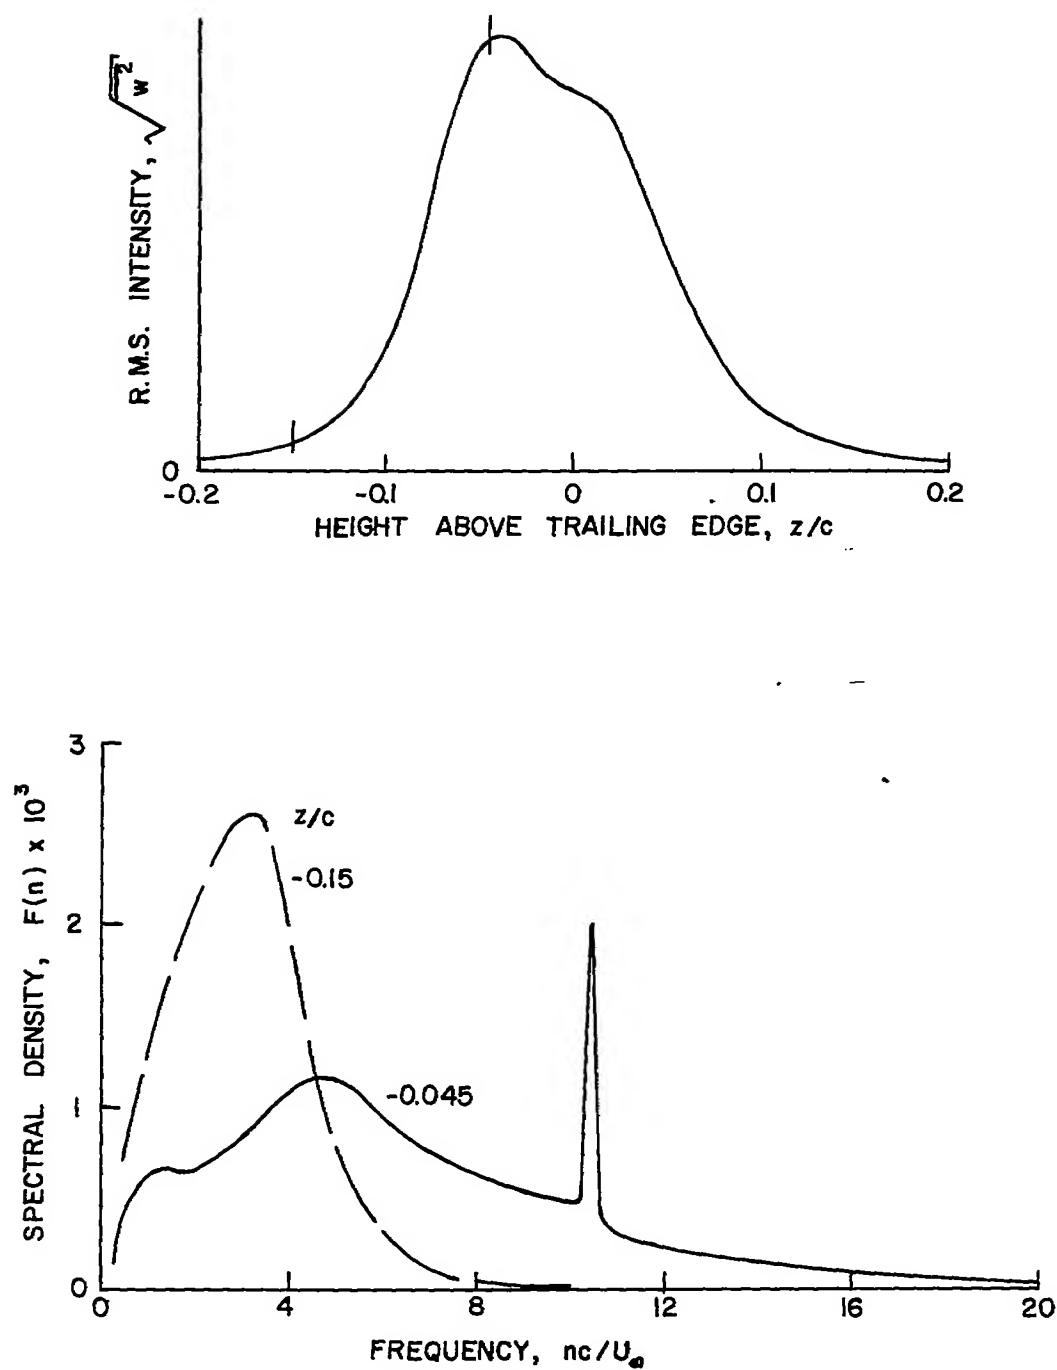 R.M.S. INTENSITY, √w̅²
0
-0.2 -0.1 0 0.1 0.2
HEIGHT ABOVE TRAILING EDGE, z/c
SPECTRAL DENSITY, F(n) x 10³
3
2
1
0
z/c
-0.15
-0.045
0 4 8 12 16 20
FREQUENCY, nc/U∞